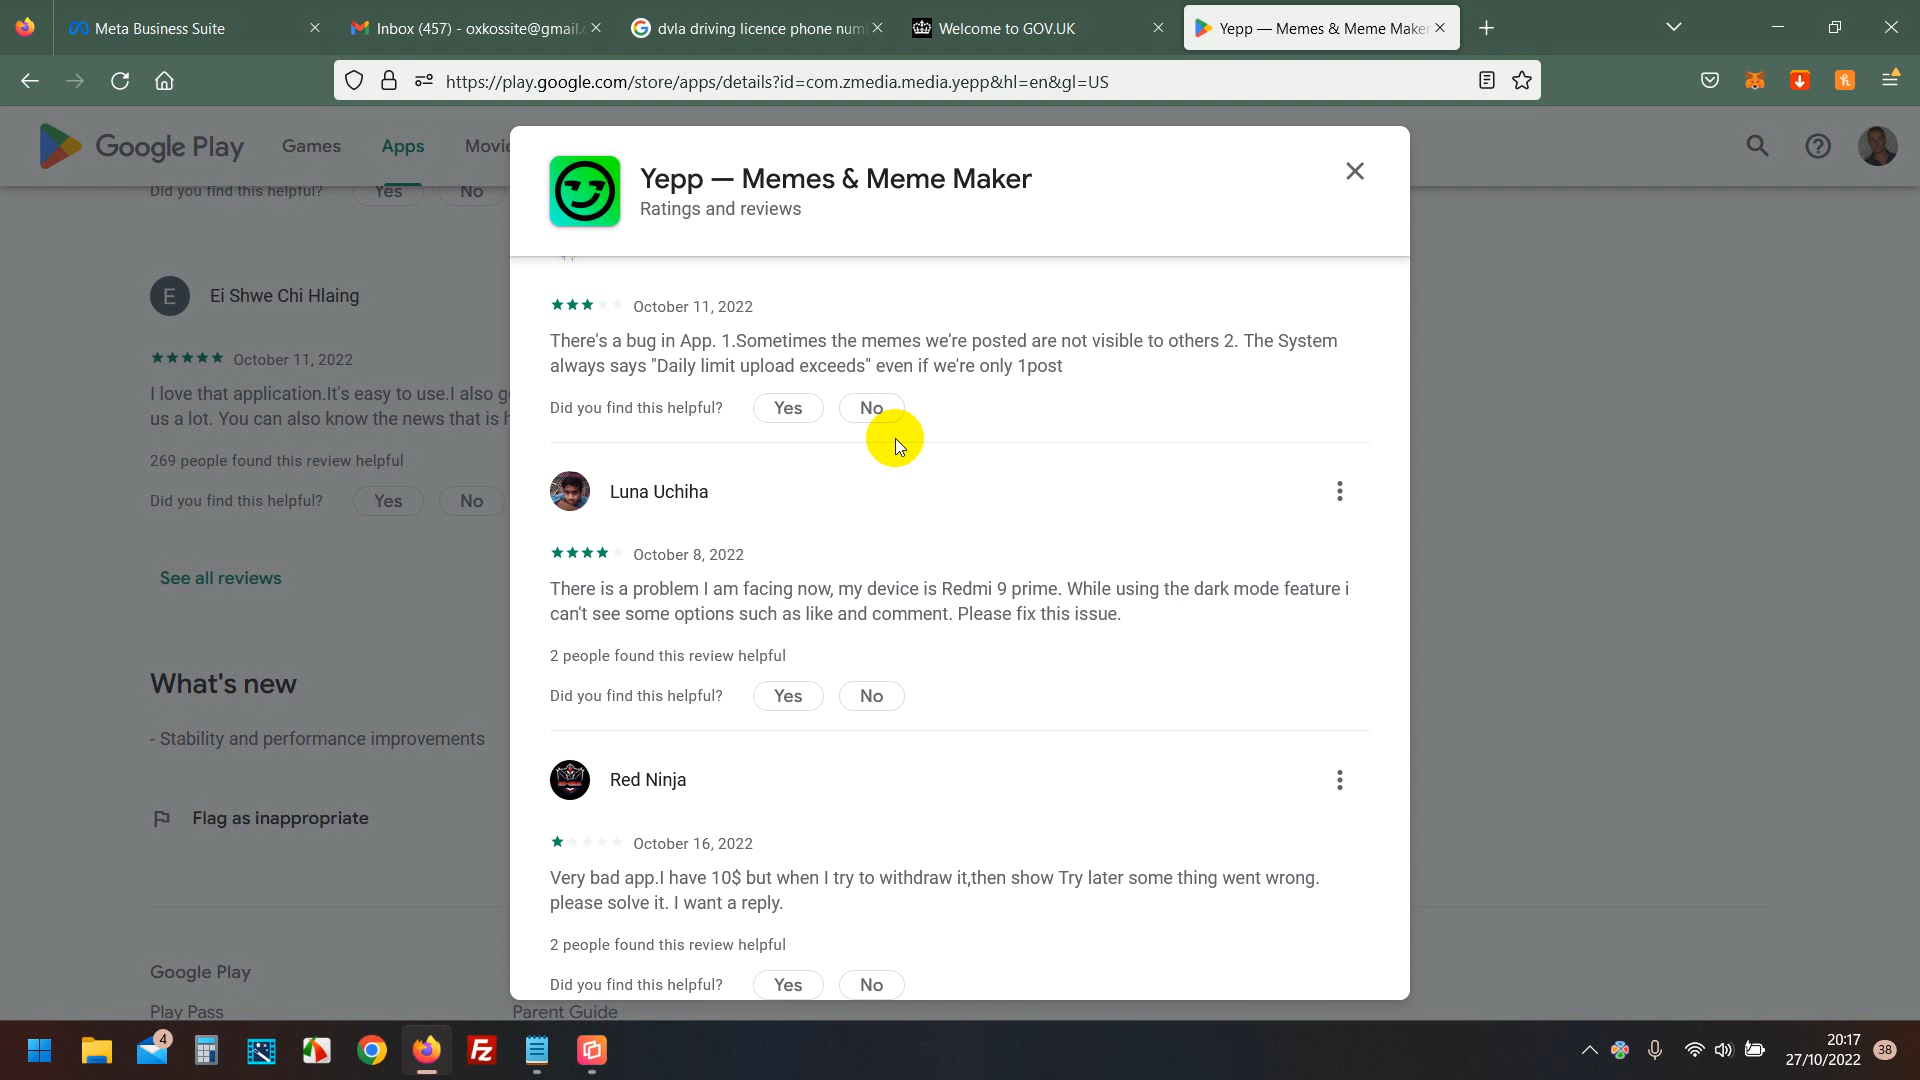 Meta Business Suite
Inbox (457) - oxkossite@gmail.c
dvla driving licence phone num
Welcome to GOV.UK
Yepp — Memes & Meme Maker
https://play.google.com/store/apps/details?id=com.zmedia.media.yepp&hl=en&gl=US
Google Play
Games
Apps
Movie
Did you find this helpful?
Yes
No
E
Ei Shwe Chi Hlaing
October 11, 2022
I love that application.It's easy to use.I also g
us a lot. You can also know the news that is h
269 people found this review helpful
Did you find this helpful?
Yes
No
See all reviews
What's new
- Stability and performance improvements
Flag as inappropriate
Google Play
Play Pass
Parent Guide
Yepp — Memes & Meme Maker
Ratings and reviews
October 11, 2022
There's a bug in App. 1.Sometimes the memes we're posted are not visible to others 2. The System
always says "Daily limit upload exceeds" even if we're only 1post
Did you find this helpful?
Yes
No
Luna Uchiha
October 8, 2022
There is a problem I am facing now, my device is Redmi 9 prime. While using the dark mode feature i
can't see some options such as like and comment. Please fix this issue.
2 people found this review helpful
Did you find this helpful?
Yes
No
Red Ninja
October 16, 2022
Very bad app.I have 10$ but when I try to withdraw it,then show Try later some thing went wrong.
please solve it. I want a reply.
2 people found this review helpful
Did you find this helpful?
Yes
No
4
Fz
20:17
27/10/2022
38